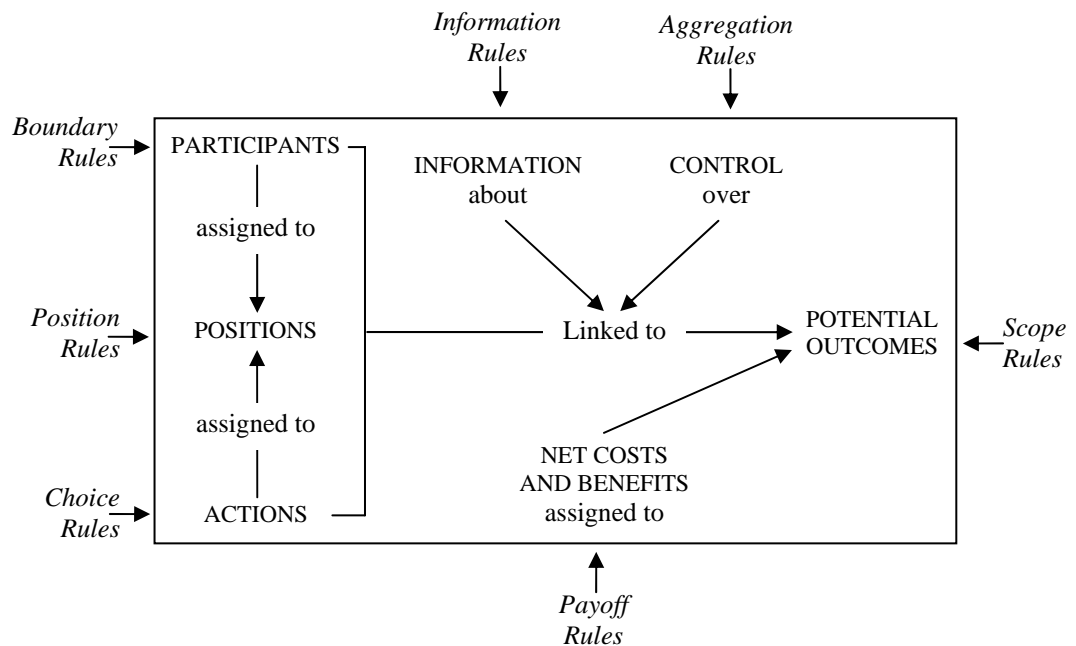 Information
Rules
Aggregation
Rules
Boundary
Rules
PARTICIPANTS
INFORMATION
about
CONTROL
over
assigned to
Position
Rules
POSITIONS
Linked to
POTENTIAL
OUTCOMES
Scope
Rules
assigned to
NET COSTS
AND BENEFITS
assigned to
Choice
Rules
ACTIONS
Payoff
Rules